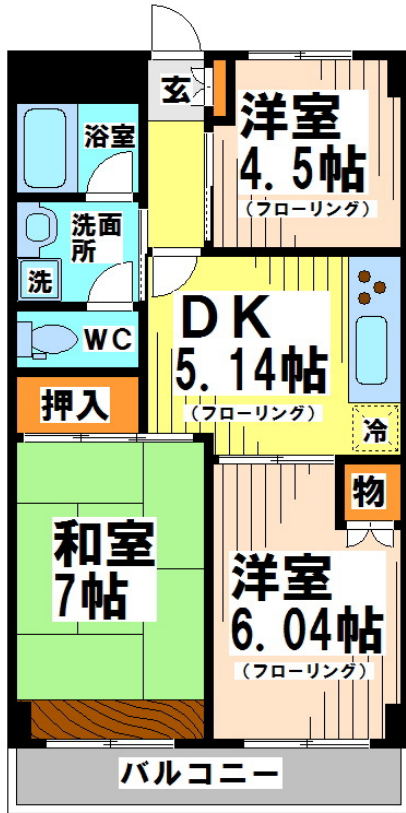 玄
洋室
4.5帖
(フローリング)
浴室
洗面
所
洗
WC
DK
5.14帖
(フローリング)
冷
押入
物
和室
7帖
洋室
6.04帖
(フローリング)
バルコニー